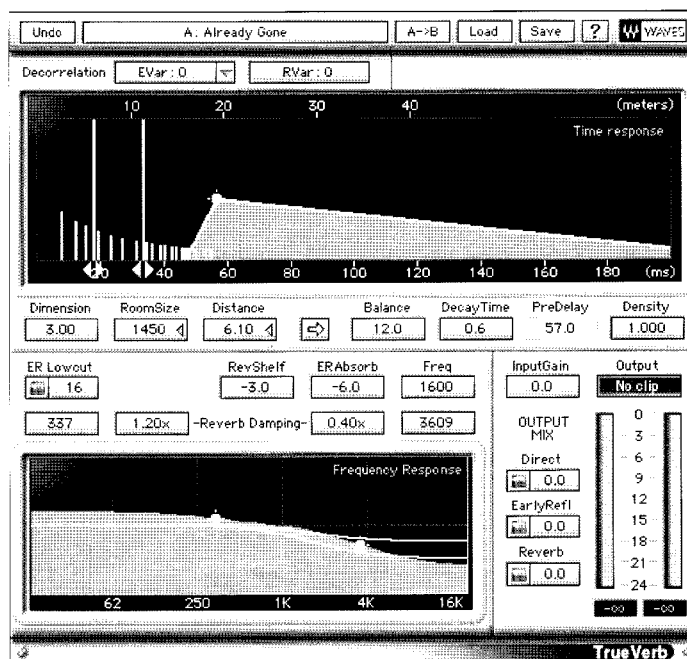 Undo A: Already Gone A->B Load Save ? W WAVES
Decorrelation EVar: 0 RVar: 0
10 20 30 40 (meters)
Time response
20 40 60 80 100 120 140 160 180 (ms)
Dimension RoomSize Distance Balance DecayTime PreDelay Density
3.00 1450 6.10 12.0 0.6 57.0 1.000
ER Lowcut RevShelf ERAbsorb Freq InputGain Output
16 -3.0 -6.0 1600 0.0 No clip
337 1.20x -Reverb Damping- 0.40x 3609
OUTPUT
MIX
Direct
0.0
EarlyRefl
0.0
Reverb
0.0
0
3
6
9
12
15
18
21
24
-∞ -∞
Frequency Response
62 250 1K 4K 16K
TrueVerb